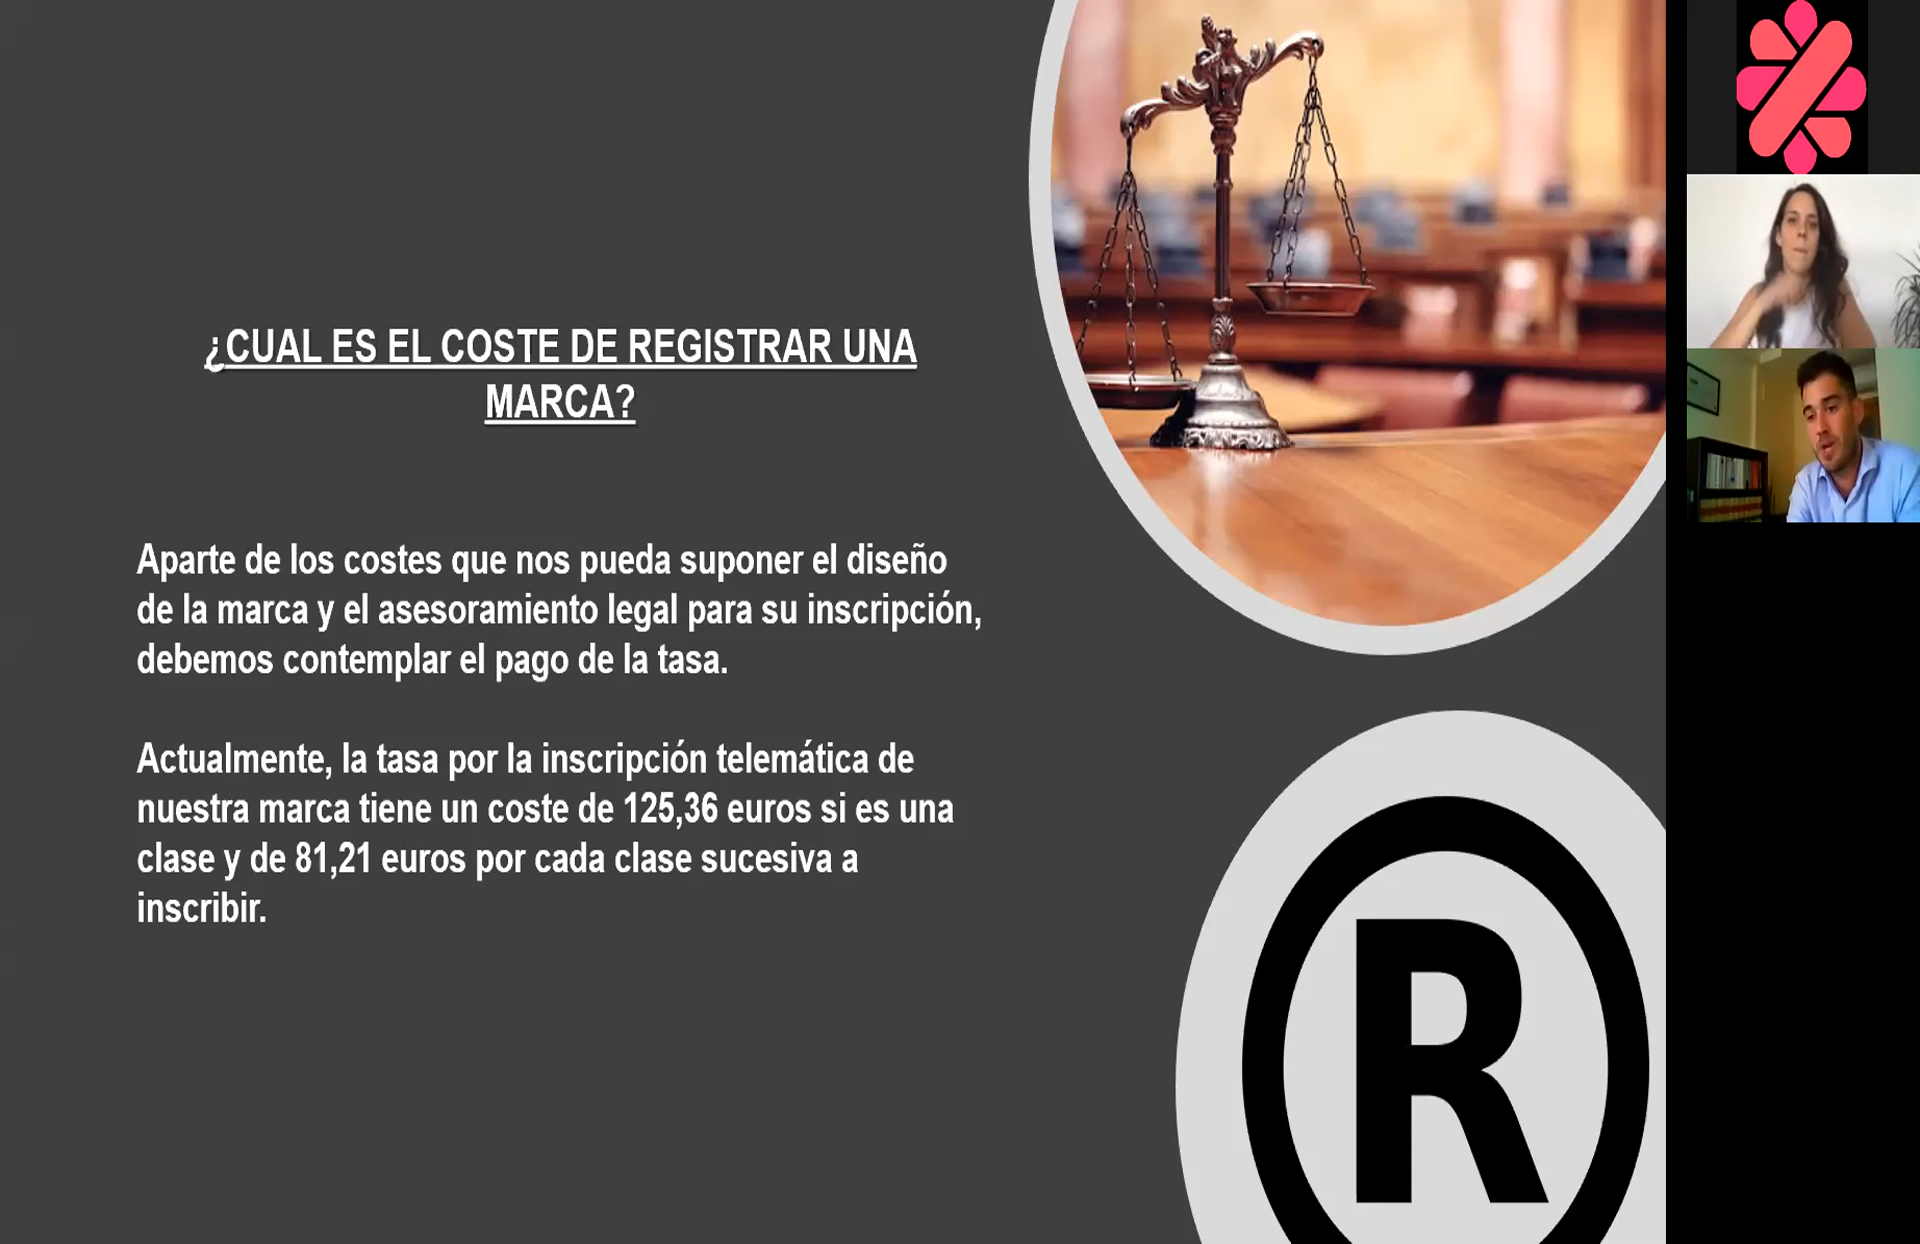 ¿CUAL ES EL COSTE DE REGISTRAR UNA
MARCA?
Aparte de los costes que nos pueda suponer el diseño
de la marca y el asesoramiento legal para su inscripción,
debemos contemplar el pago de la tasa.
Actualmente, la tasa por la inscripción telemática de
nuestra marca tiene un coste de 125,36 euros si es una
clase y de 81,21 euros por cada clase sucesiva a
inscribir.
R